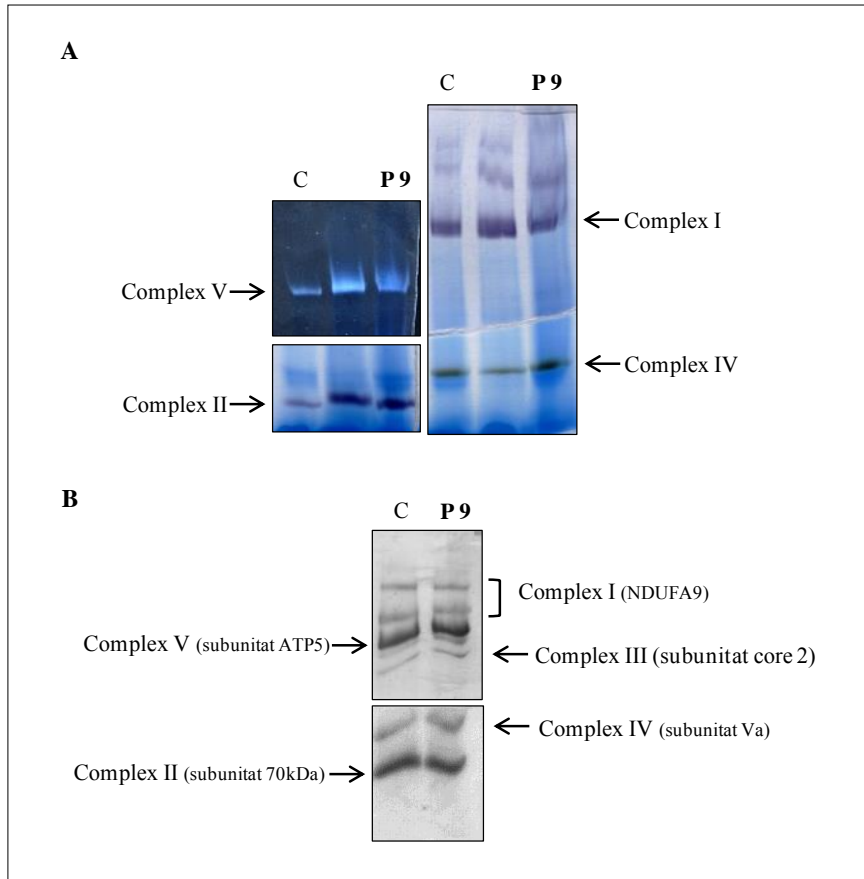 A
C P 9
C P 9
Complex I
Complex V
Complex IV
Complex II
B
C P 9
Complex I (NDUFA9)
Complex V (subunitat ATP5)
Complex III (subunitat core 2)
Complex IV (subunitat Va)
Complex II (subunitat 70kDa)